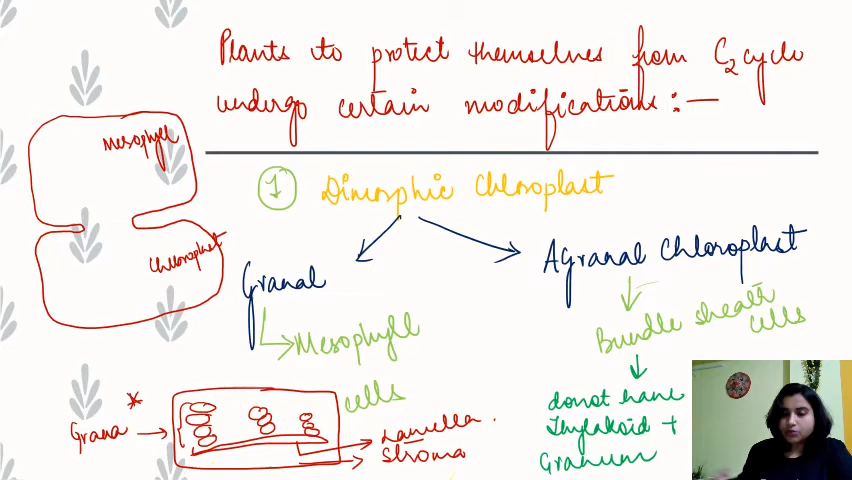 Plants to protect themselves from C2 cycle
undergo certain modifications:—
Mesophyll
Chloroplast
1 Dimorphic Chloroplast
Granal
Agranal Chloroplast
Mesophyll
cells
Bundle sheath
cells
donot have
Thylakoid +
Granum
Grana *
Lamella.
Stroma